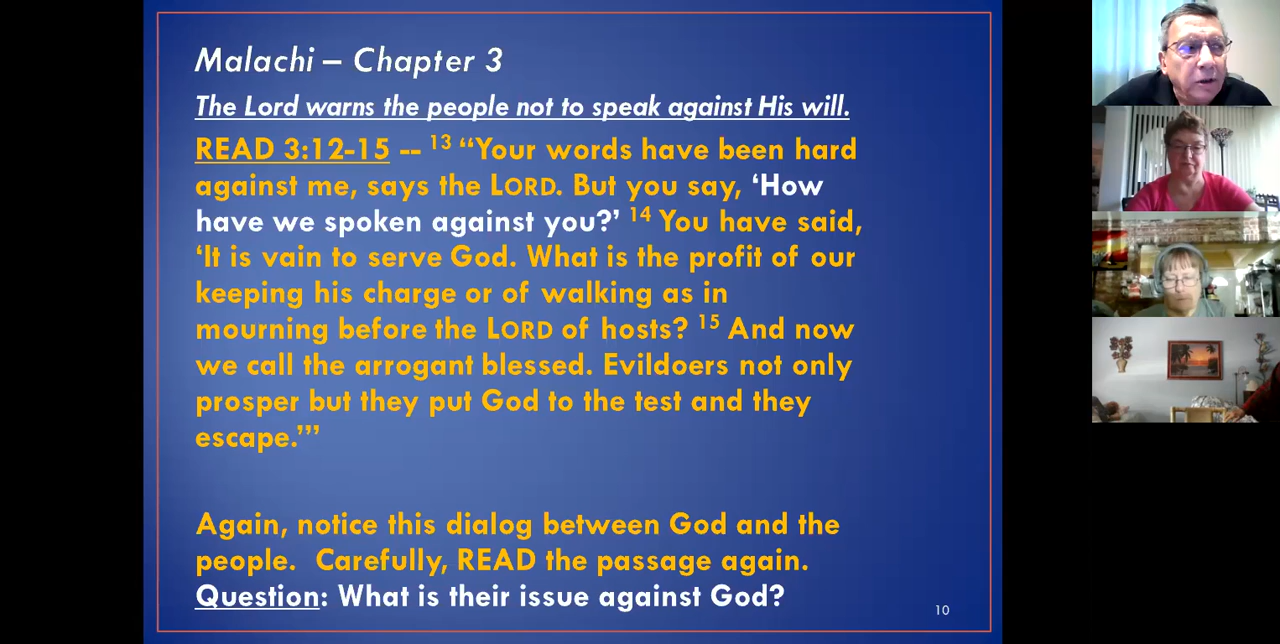 Malachi – Chapter 3
The Lord warns the people not to speak against His will.
READ 3:12-15 -- 13 “Your words have been hard
against me, says the LORD. But you say, ‘How
have we spoken against you?’ 14 You have said,
‘It is vain to serve God. What is the profit of our
keeping his charge or of walking as in
mourning before the LORD of hosts? 15 And now
we call the arrogant blessed. Evildoers not only
prosper but they put God to the test and they
escape.’”
Again, notice this dialog between God and the
people.  Carefully, READ the passage again.
Question: What is their issue against God?
10